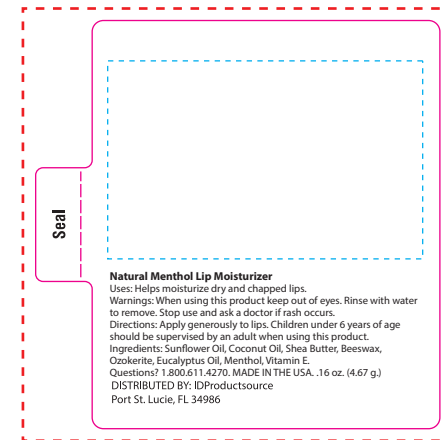 Seal
Natural Menthol Lip Moisturizer
Uses: Helps moisturize dry and chapped lips.
Warnings: When using this product keep out of eyes. Rinse with water
to remove. Stop use and ask a doctor if rash occurs.
Directions: Apply generously to lips. Children under 6 years of age
should be supervised by an adult when using this product.
Ingredients: Sunflower Oil, Coconut Oil, Shea Butter, Beeswax,
Ozokerite, Eucalyptus Oil, Menthol, Vitamin E.
Questions? 1.800.611.4270. MADE IN THE USA. .16 oz. (4.67 g.)
DISTRIBUTED BY: IDProductsource
Port St. Lucie, FL 34986